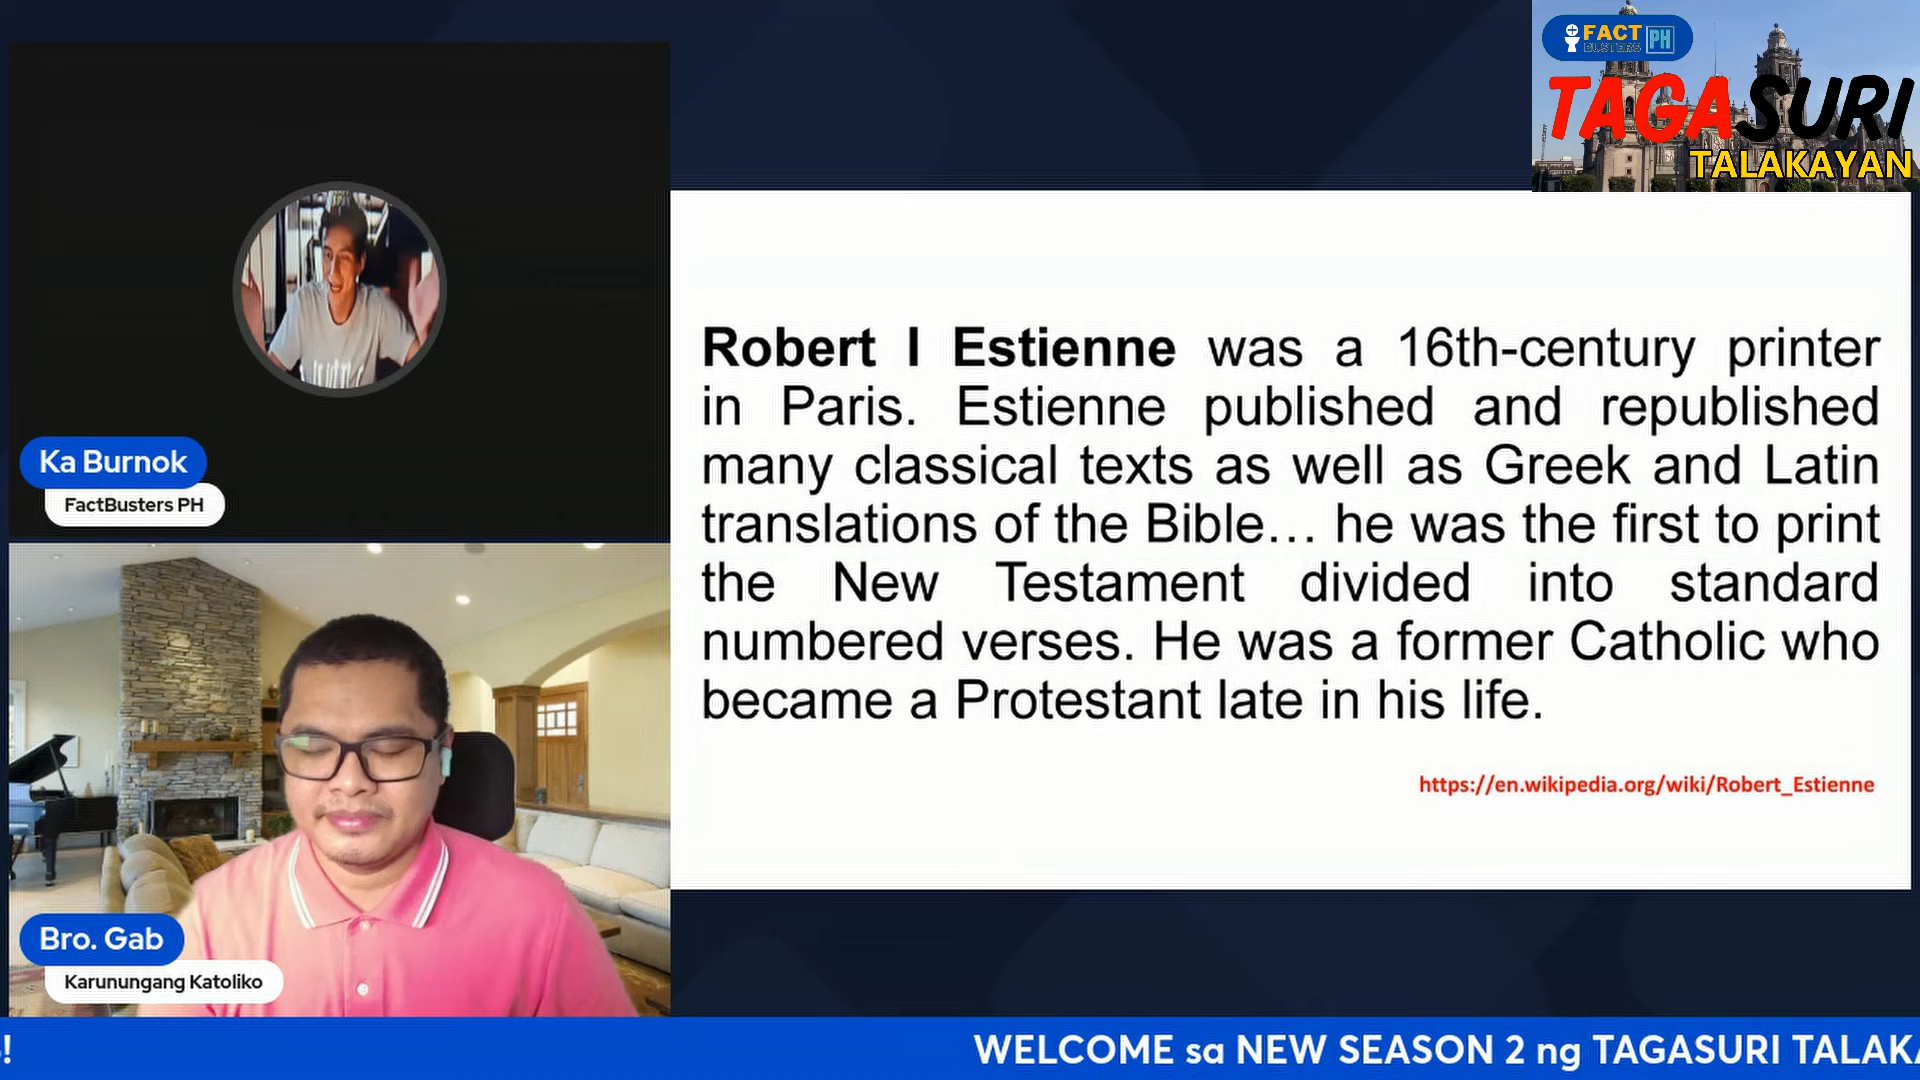 FACT
BUSTERS PH
TAGASURI
TALAKAYAN
Robert I Estienne was a 16th-century printer
in Paris. Estienne published and republished
many classical texts as well as Greek and Latin
translations of the Bible… he was the first to print
the New Testament divided into standard
numbered verses. He was a former Catholic who
became a Protestant late in his life.
https://en.wikipedia.org/wiki/Robert_Estienne
Ka Burnok
FactBusters PH
Bro. Gab
Karunungang Katoliko
! WELCOME sa NEW SEASON 2 ng TAGASURI